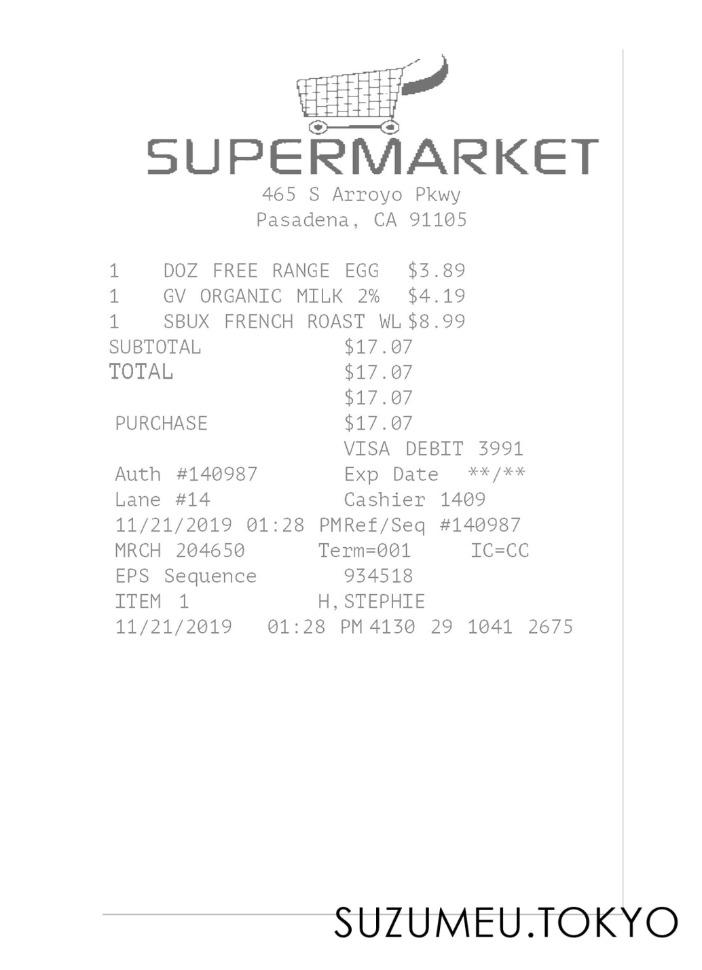 SUPERMARKET
465 S Arroyo Pkwy
Pasadena, CA 91105
1 DOZ FREE RANGE EGG $3.89
1 GV ORGANIC MILK 2% $4.19
1 SBUX FRENCH ROAST WL $8.99
SUBTOTAL $17.07
TOTAL $17.07
$17.07
PURCHASE $17.07
VISA DEBIT 3991
Auth #140987 Exp Date **/**
Lane #14 Cashier 1409
11/21/2019 01:28 PM Ref/Seq #140987
MRCH 204650 Term=001 IC=CC
EPS Sequence 934518
ITEM 1 H, STEPHIE
11/21/2019 01:28 PM 4130 29 1041 2675
SUZUMEU.TOKYO